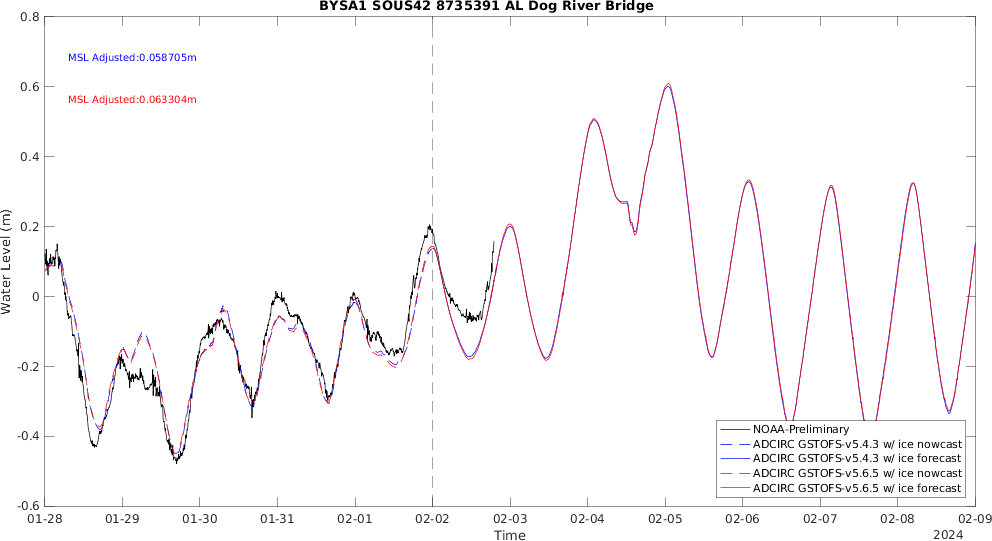 BYSA1 SOUS42 8735391 AL Dog River Bridge
MSL Adjusted:0.058705m
MSL Adjusted:0.063304m
Water Level (m)
0.8
0.6
0.4
0.2
0
-0.2
-0.4
-0.6
NOAA-Preliminary
ADCIRC GSTOFS-v5.4.3 w/ ice nowcast
ADCIRC GSTOFS-v5.4.3 w/ ice forecast
ADCIRC GSTOFS-v5.6.5 w/ ice nowcast
ADCIRC GSTOFS-v5.6.5 w/ ice forecast
01-28 01-29 01-30 01-31 02-01 02-02 02-03 02-04 02-05 02-06 02-07 02-08 02-09
Time
2024